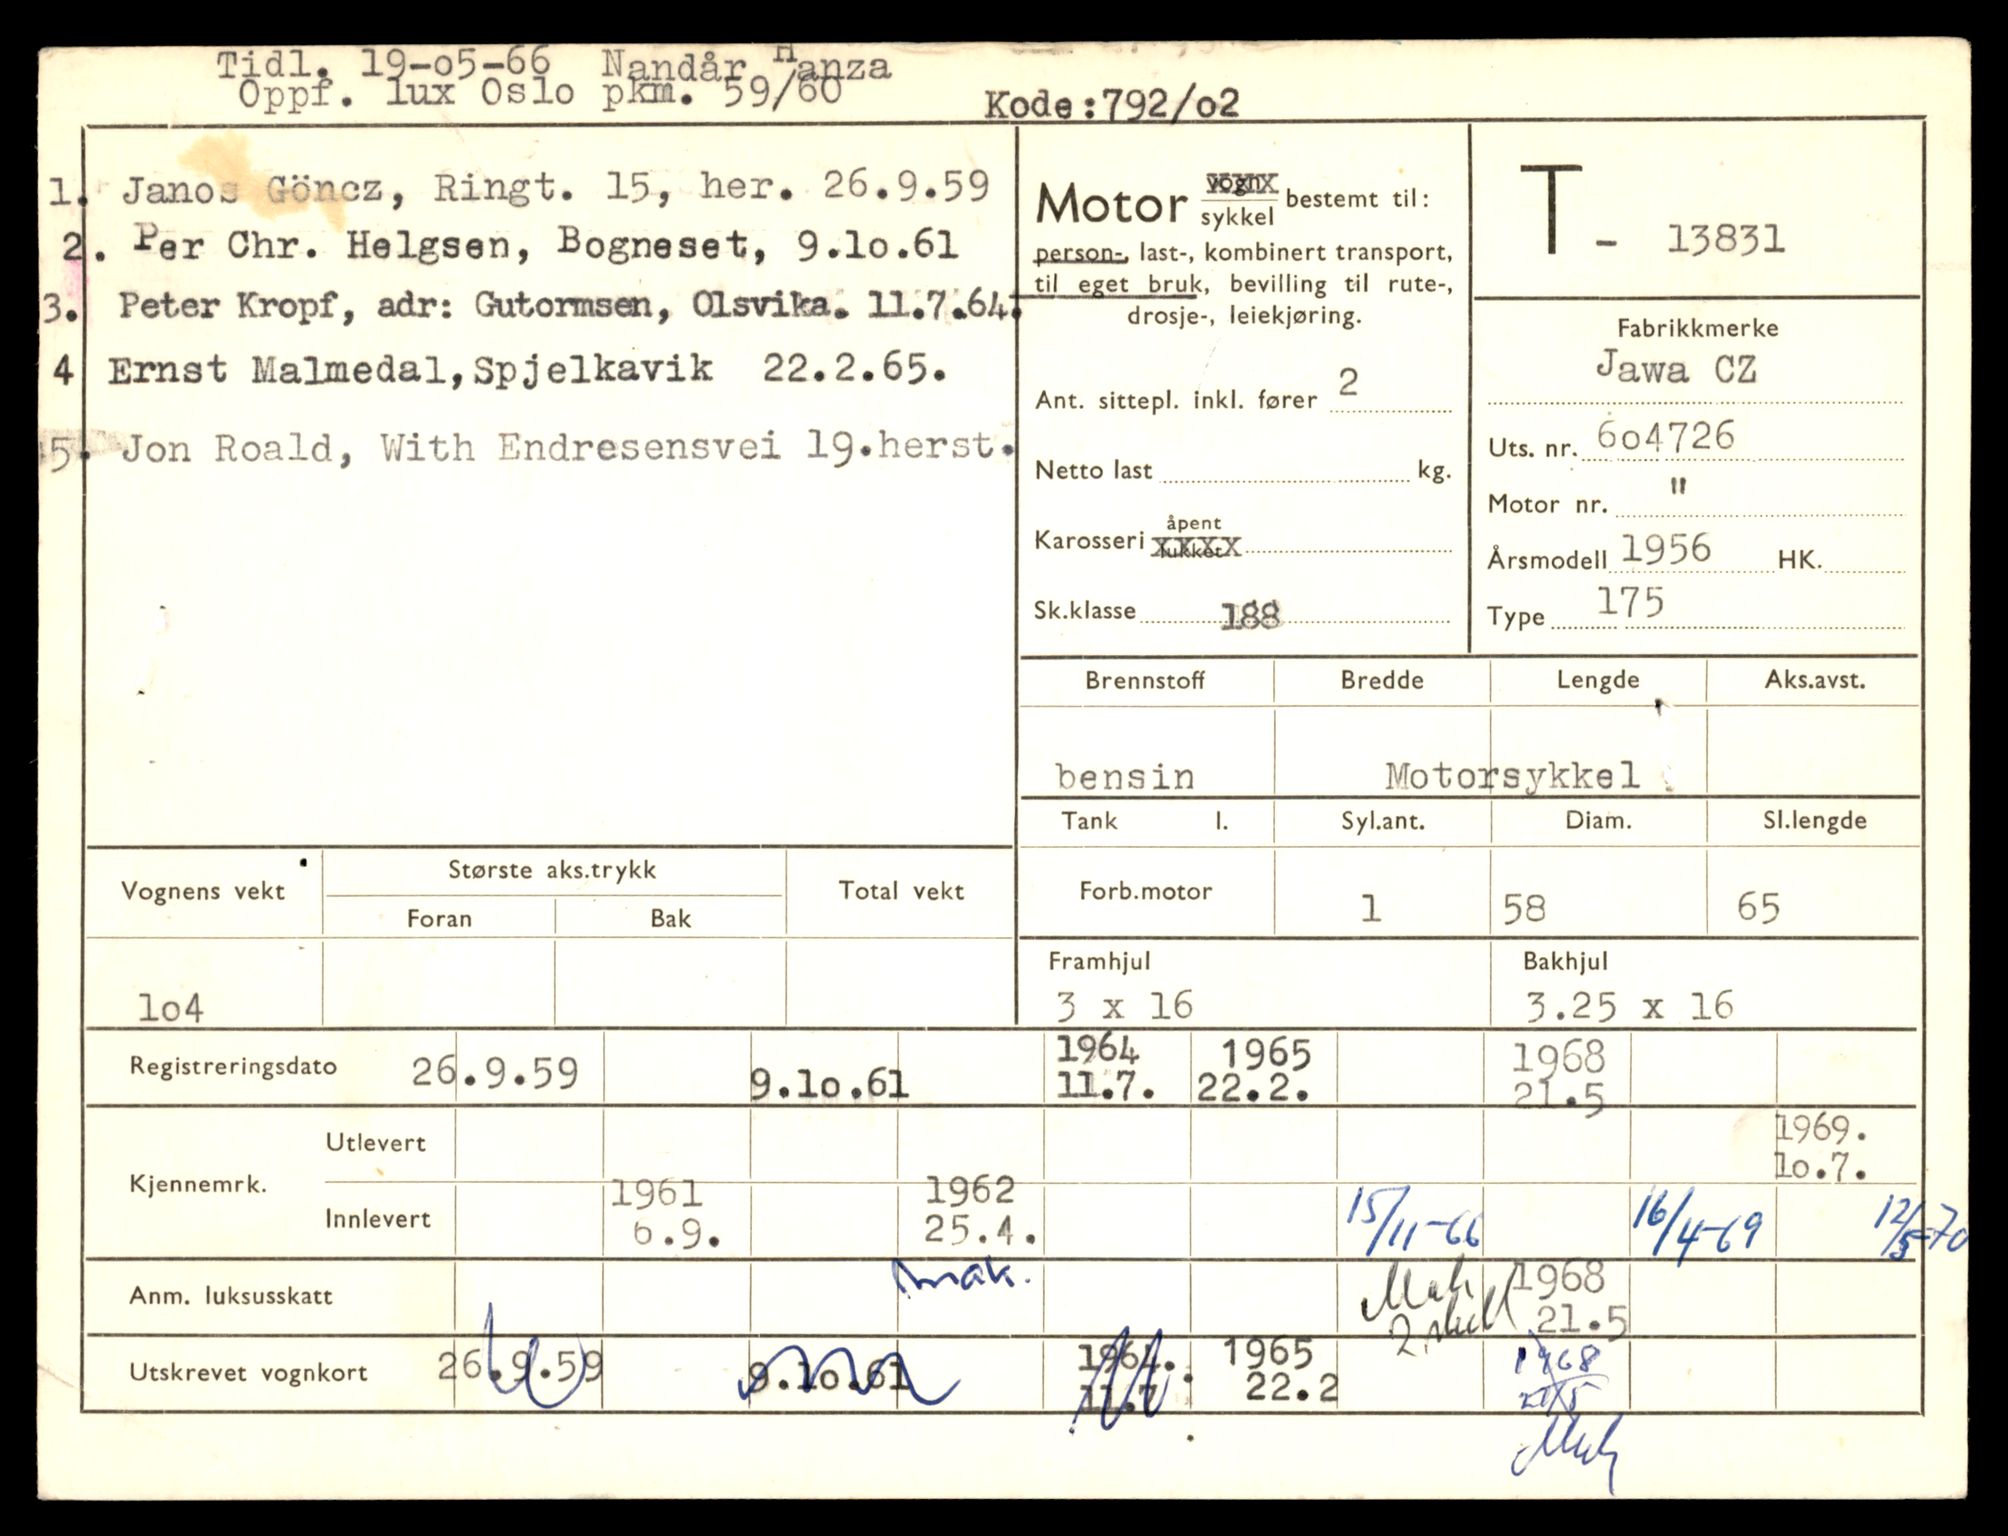 Tidl. 19-o5-66 Nandår Hanza
Oppf. lux Oslo pkm. 59/60
Kode:792/o2
1. Janos Göncz, Ringt. 15, her. 26.9.59
2. Per Chr. Helgsen, Bogneset, 9.1o.61
3. Peter Kropf, adr: Gutormsen, Olsvika. 11.7.64.
4 Ernst Malmedal,Spjelkavik 22.2.65.
5. Jon Roald, With Endresensvei 19.herst.
Motor vogn sykkel bestemt til:
person-, last-, kombinert transport,
til eget bruk, bevilling til rute-,
drosje-, leiekjøring.
Ant. sittepl. inkl. fører 2
Netto last kg.
Karosseri åpent lukket
Sk.klasse 188
T - 13831
Fabrikkmerke
Jawa CZ
Uts. nr. 6o4726
Motor nr. "
Årsmodell 1956 HK.
Type 175
Brennstoff Bredde Lengde Aks.avst.
bensin Motorsykkel
Tank l. Syl.ant. Diam. Sl.lengde
Forb.motor 1 58 65
Vognens vekt Største aks.trykk Total vekt
Foran Bak
1o4
Framhjul Bakhjul
3 x 16 3.25 x 16
Registreringsdato 26.9.59 9.1o.61 1964 11.7. 1965 22.2. 1968 21.5
Kjennemrk.
Utlevert 1969. 1o.7.
Innlevert 1961 6.9. 1962 25.4. 15/11-66 16/4-69 12/5-70
Anm. luksusskatt 1968 21.5
Utskrevet vognkort 26.9.59 9.1o.61 1964. 11.7. 1965 22.2 1968 21/5